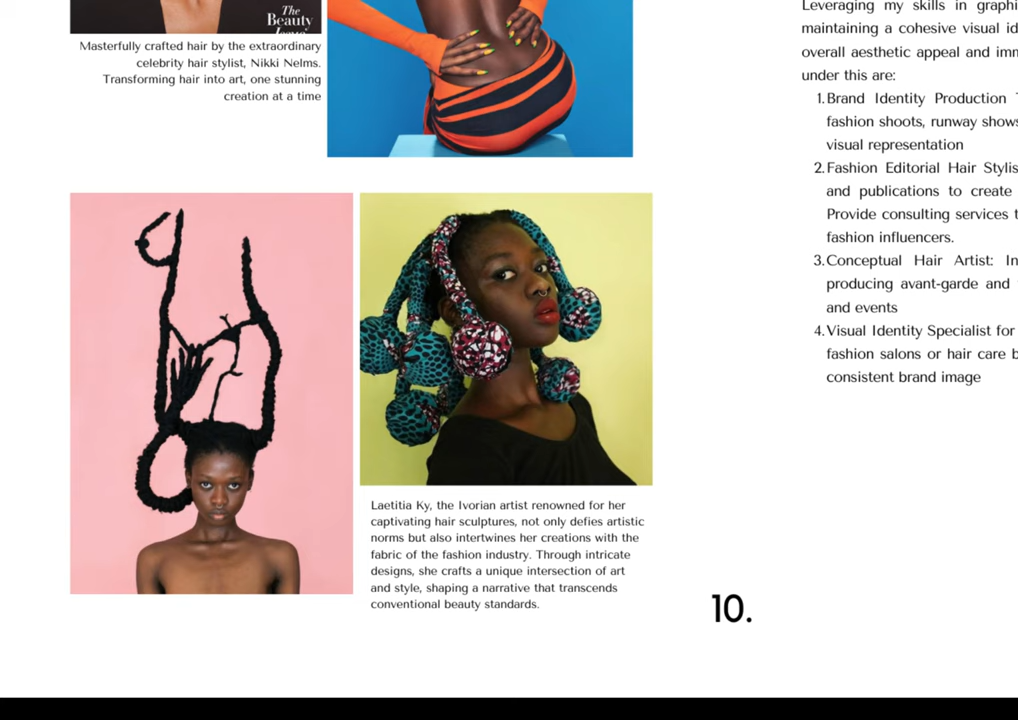 The
Beauty
Masterfully crafted hair by the extraordinary
celebrity hair stylist, Nikki Nelms.
Transforming hair into art, one stunning
creation at a time
Laetitia Ky, the Ivorian artist renowned for her
captivating hair sculptures, not only defies artistic
norms but also intertwines her creations with the
fabric of the fashion industry. Through intricate
designs, she crafts a unique intersection of art
and style, shaping a narrative that transcends
conventional beauty standards.
10.
Leveraging my skills in
maintaining a cohesive visual
overall aesthetic appeal and
under this are:
1. Brand Identity Production
fashion shoots, runway
visual representation
2. Fashion Editorial Hair
and publications to create
Provide consulting services
fashion influencers.
3. Conceptual Hair Artist:
producing avant-garde and
and events
4. Visual Identity Specialist for
fashion salons or hair care
consistent brand image